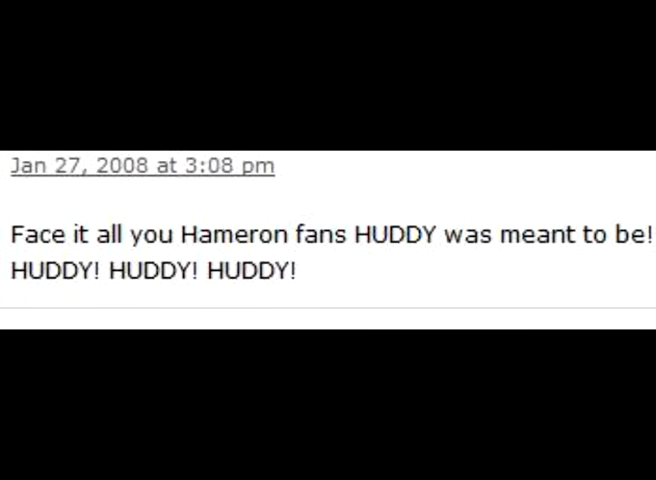 Jan 27, 2008 at 3:08 pm
Face it all you Hameron fans HUDDY was meant to be!
HUDDY! HUDDY! HUDDY!